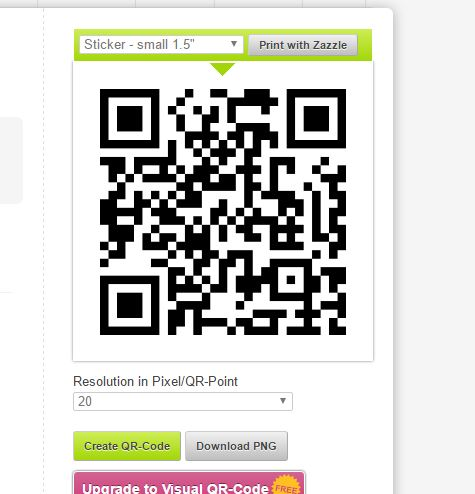 Sticker - small 1.5"
Print with Zazzle
Resolution in Pixel/QR-Point
20
Create QR-Code
Download PNG
Upgrade to Visual QR-Code
FREE